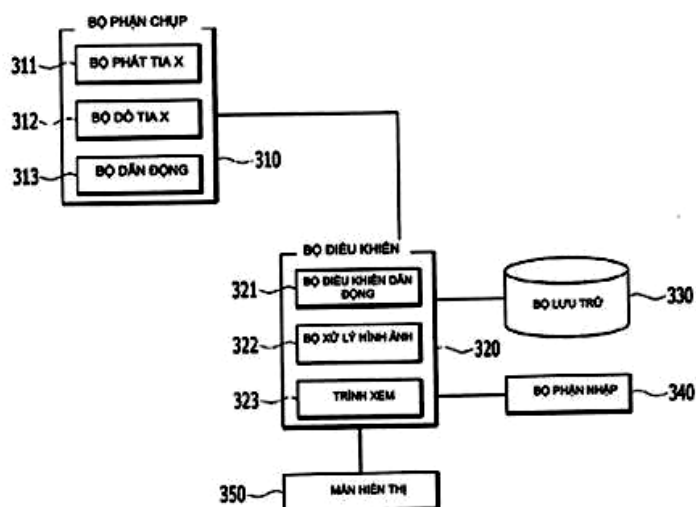 BỘ PHẬN CHỤP
311
BỘ PHÁT TIA X
312
BỘ DÒ TIA X
313
BỘ DẪN ĐỘNG
310
BỘ ĐIỀU KHIỂN
321
BỘ ĐIỀU KHIỂN DẪN
ĐỘNG
322
BỘ XỬ LÝ HÌNH ẢNH
323
TRÌNH XEM
320
BỘ LƯU TRỮ
330
BỘ PHẬN NHẬP
340
350
MÀN HIỂN THỊ